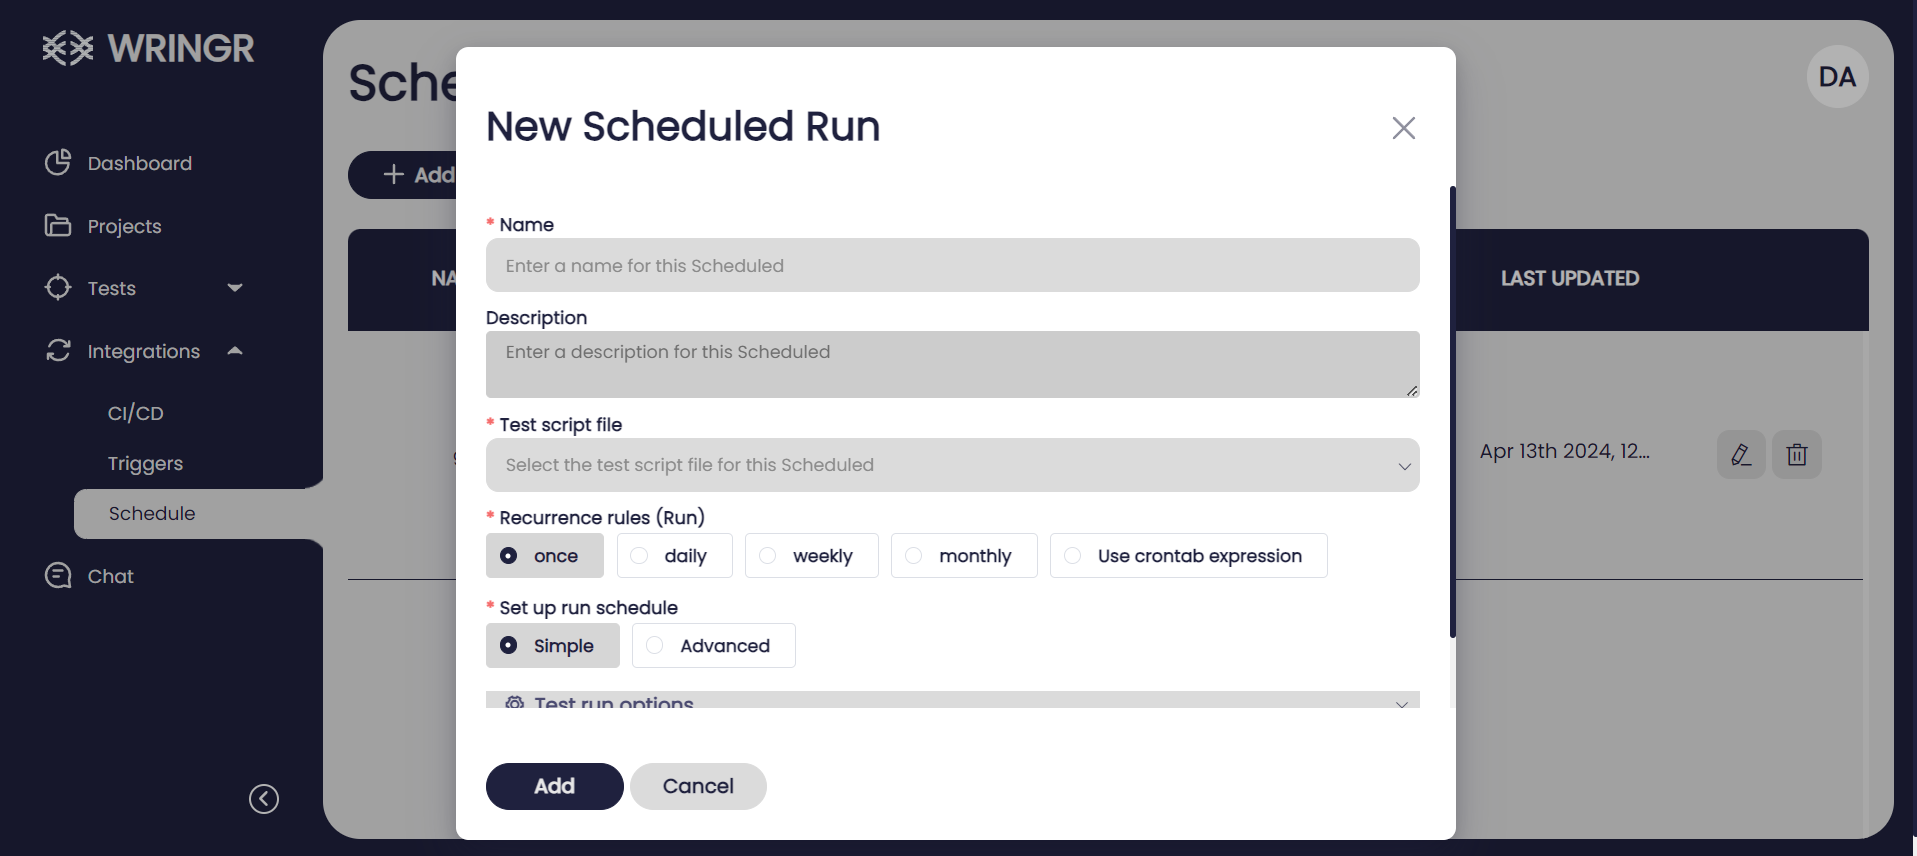 WRINGR
Dashboard
Projects
Tests
Integrations
CI/CD
Triggers
Schedule
Chat
Sche
DA
+ Add
NA
LAST UPDATED
Apr 13th 2024, 12...
New Scheduled Run
* Name
Enter a name for this Scheduled
Description
Enter a description for this Scheduled
* Test script file
Select the test script file for this Scheduled
* Recurrence rules (Run)
once daily weekly monthly Use crontab expression
* Set up run schedule
Simple Advanced
Test run options
Add Cancel